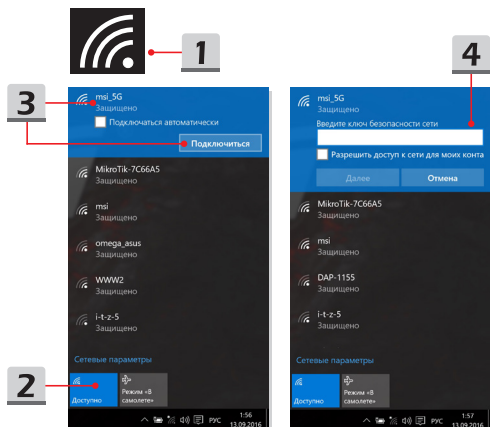 1
4
3
msi_5G
Защищено
Подключаться автоматически
Подключиться
MikroTik-7C66A5
Защищено
msi
Защищено
omega_asus
Защищено
WWW2
Защищено
i-t-z-5
Защищено
Сетевые параметры
2
Доступно
Режим «В
самолете»
РУС
1:56
13.09.2016
msi_5G
Защищено
Введите ключ безопасности сети
Разрешить доступ к сети для моих конта
Далее
Отмена
MikroTik-7C66A5
Защищено
msi
Защищено
DAP-1155
Защищено
i-t-z-5
Защищено
Сетевые параметры
Доступно
Режим «В
самолете»
РУС
1:57
13.09.2016